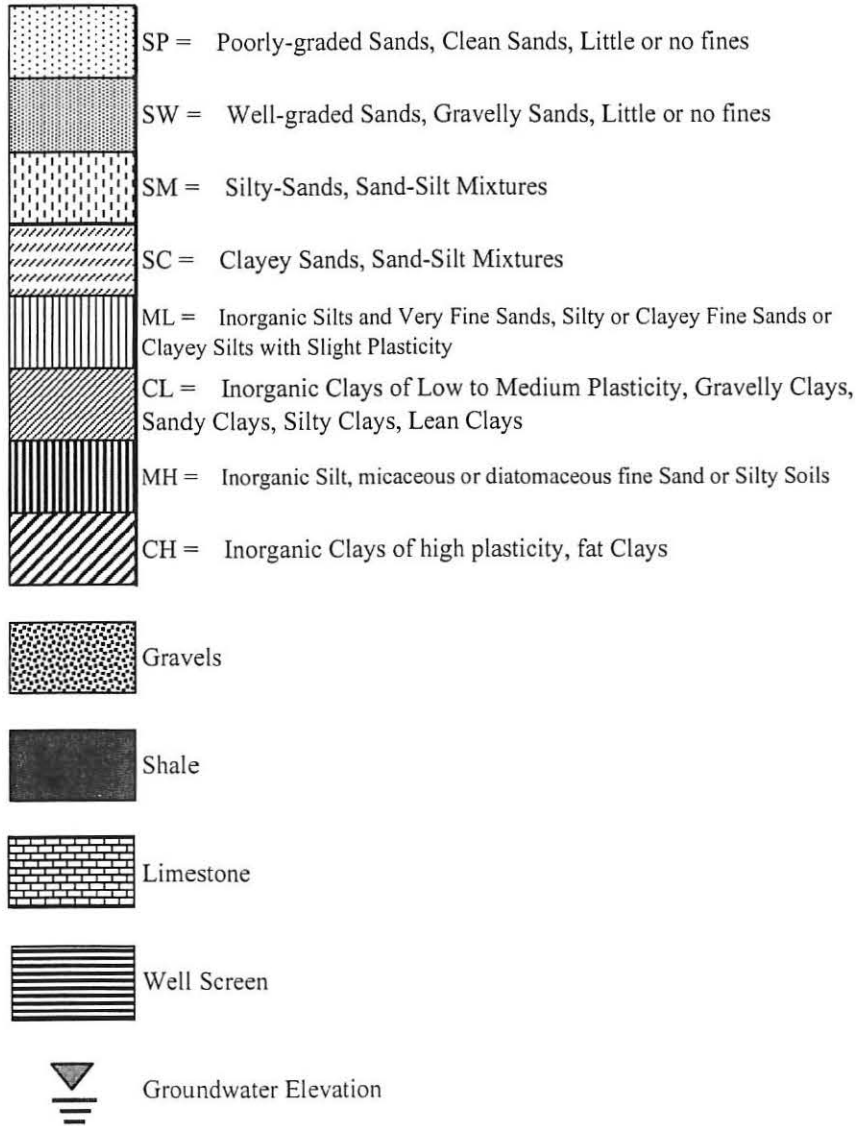 SP = Poorly-graded Sands, Clean Sands, Little or no fines
SW = Well-graded Sands, Gravelly Sands, Little or no fines
SM = Silty-Sands, Sand-Silt Mixtures
SC = Clayey Sands, Sand-Silt Mixtures
ML = Inorganic Silts and Very Fine Sands, Silty or Clayey Fine Sands or
Clayey Silts with Slight Plasticity
CL = Inorganic Clays of Low to Medium Plasticity, Gravelly Clays,
Sandy Clays, Silty Clays, Lean Clays
MH = Inorganic Silt, micaceous or diatomaceous fine Sand or Silty Soils
CH = Inorganic Clays of high plasticity, fat Clays
Gravels
Shale
Limestone
Well Screen
Groundwater Elevation